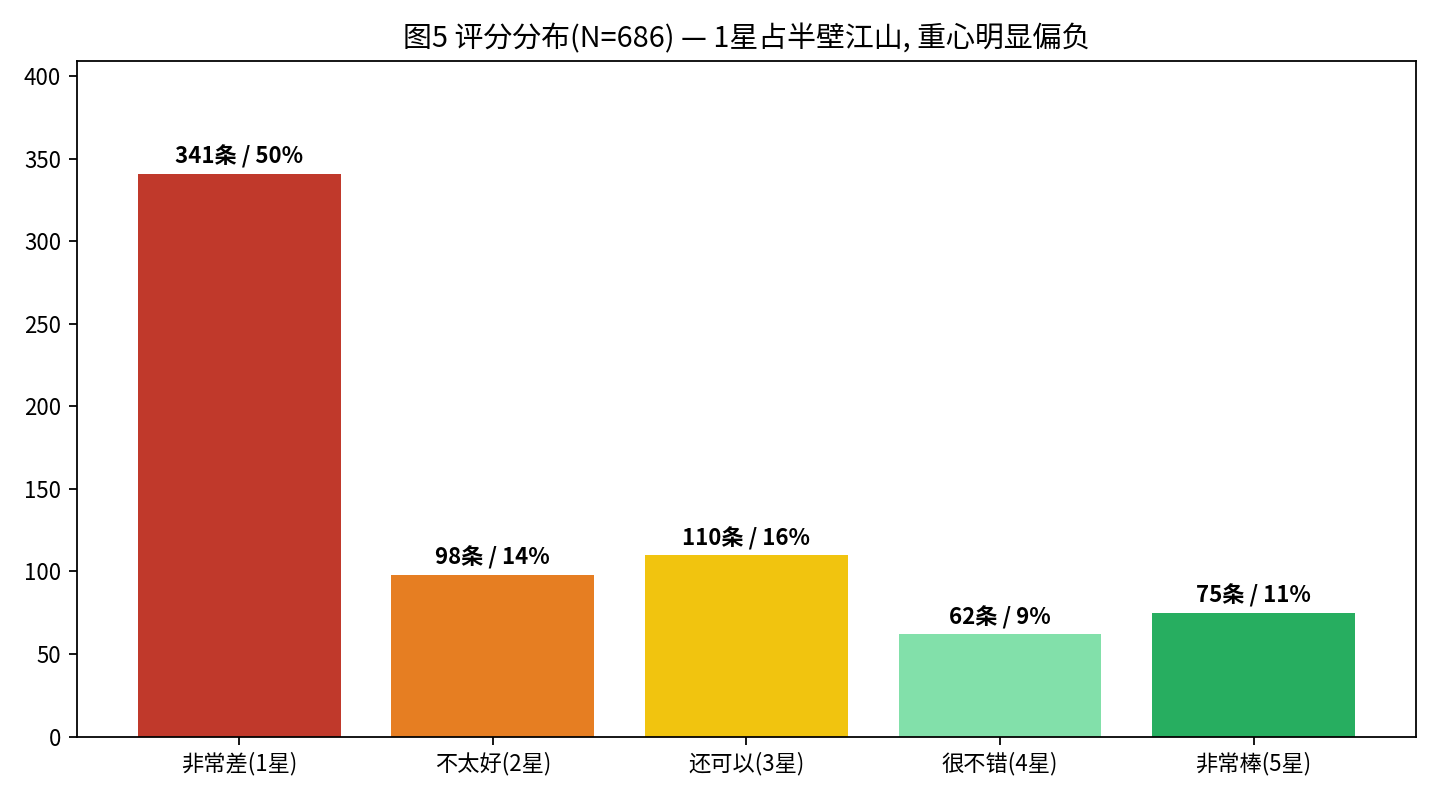 图5 评分分布(N=686) — 1星占半壁江山, 重心明显偏负
400
350
300
250
200
150
100
50
0
341条 / 50%
98条 / 14%
110条 / 16%
62条 / 9%
75条 / 11%
非常差(1星)
不太好(2星)
还可以(3星)
很不错(4星)
非常棒(5星)